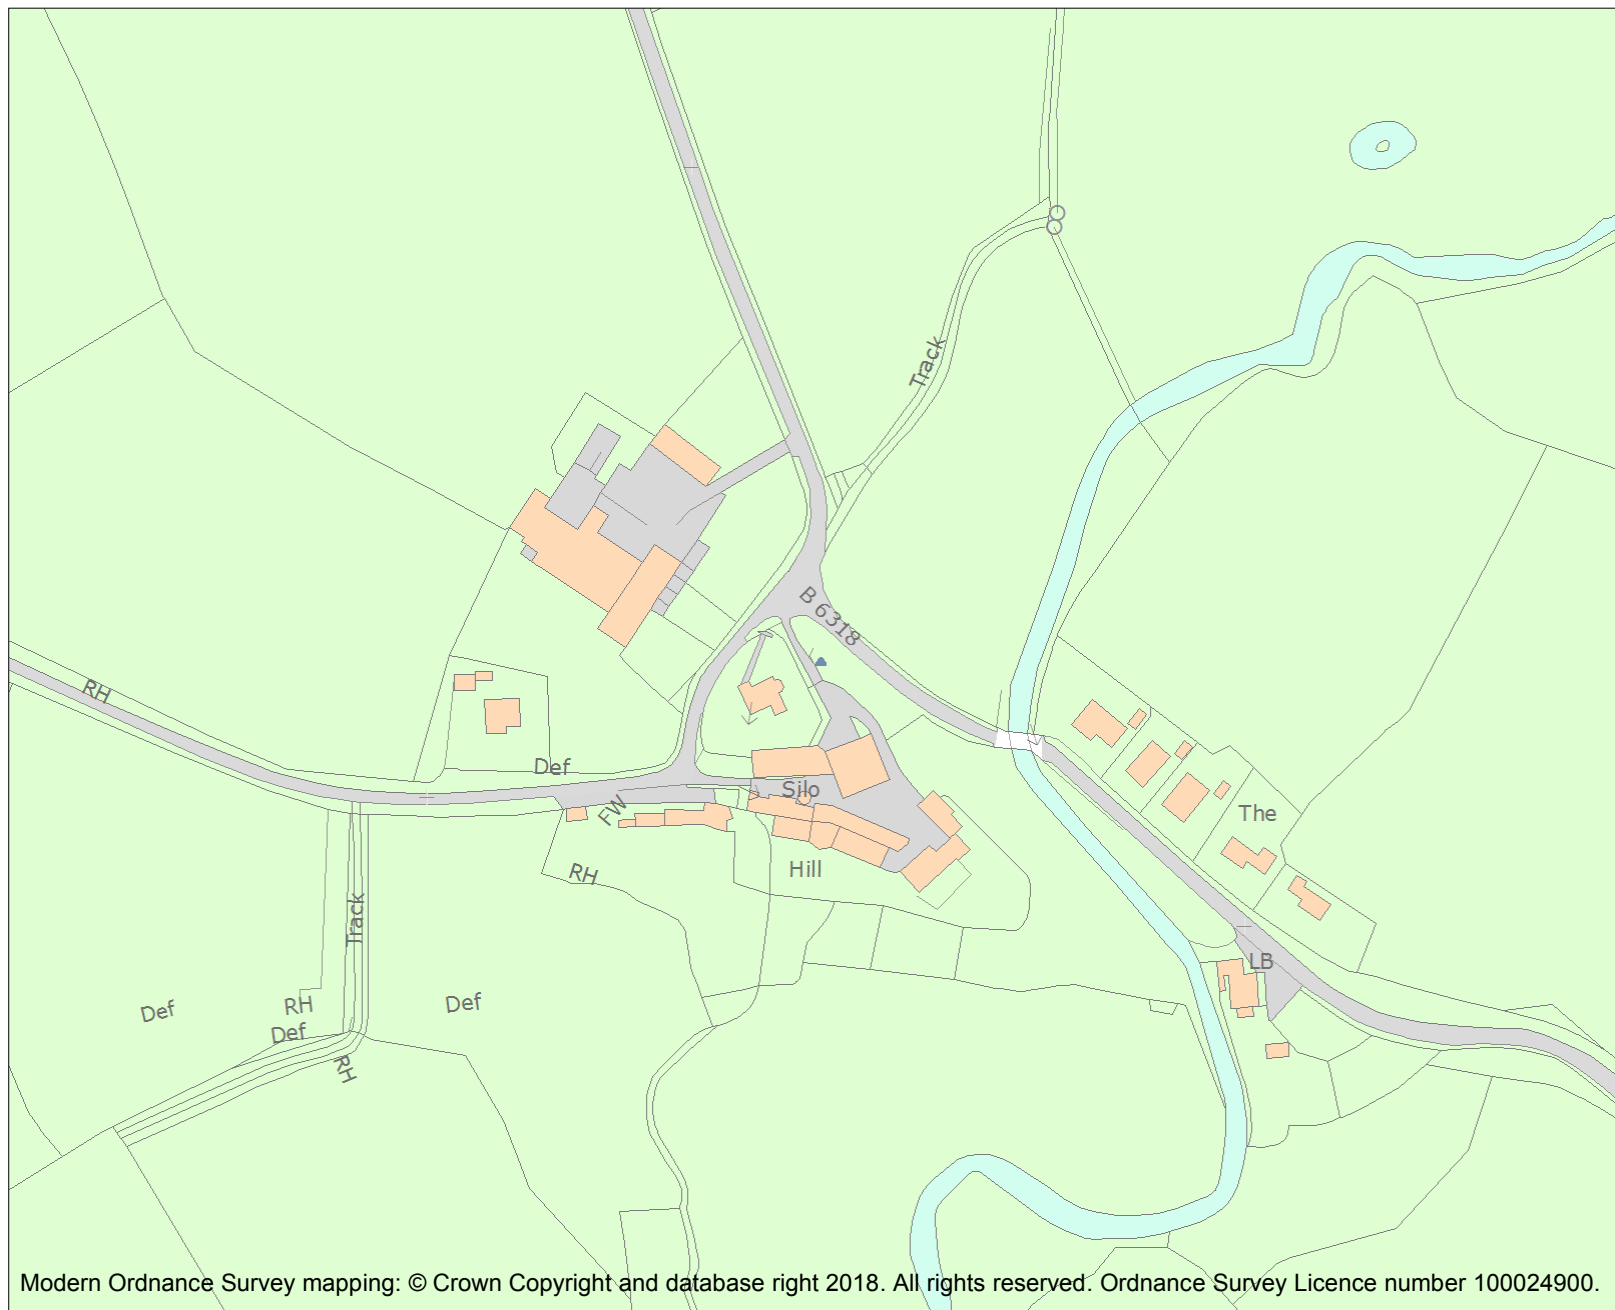 Track
B 6318
RH
Def
Silo
FW
The
Hill
RH
Track
LB
Def
RH
Def
Def
RH
Modern Ordnance Survey mapping: © Crown Copyright and database right 2018. All rights reserved. Ordnance Survey Licence number 100024900.